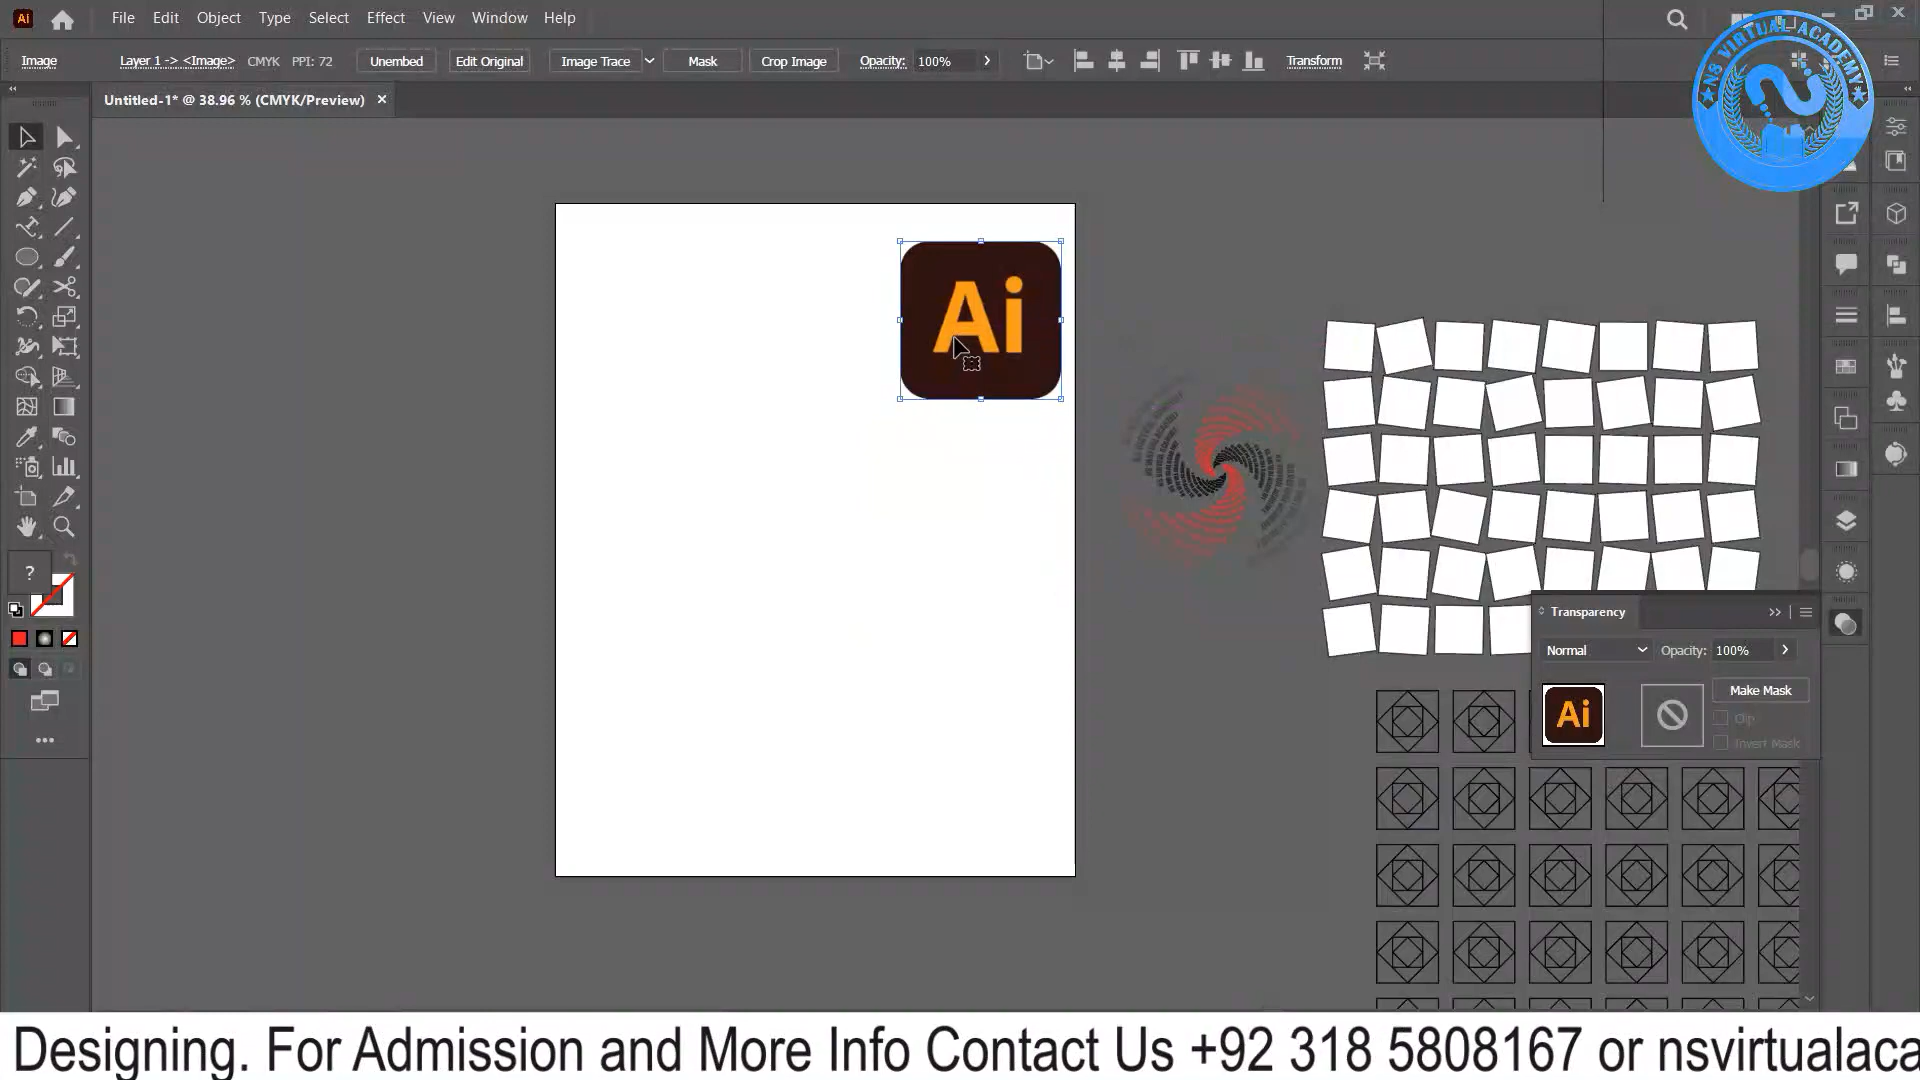 Ai File Edit Object Type Select Effect View Window Help
Image Layer 1 -> <Image> CMYK PPI: 72 Unembed Edit Original Image Trace Mask Crop Image Opacity: 100% Transform
Untitled-1* @ 38.96 % (CMYK/Preview) ×
NS VIRTUAL ACADEMY
Ai
?
Transparency
Normal Opacity: 100%
Ai
Make Mask
Clip
Invert Mask
Designing. For Admission and More Info Contact Us +92 318 5808167 or nsvirtualaca